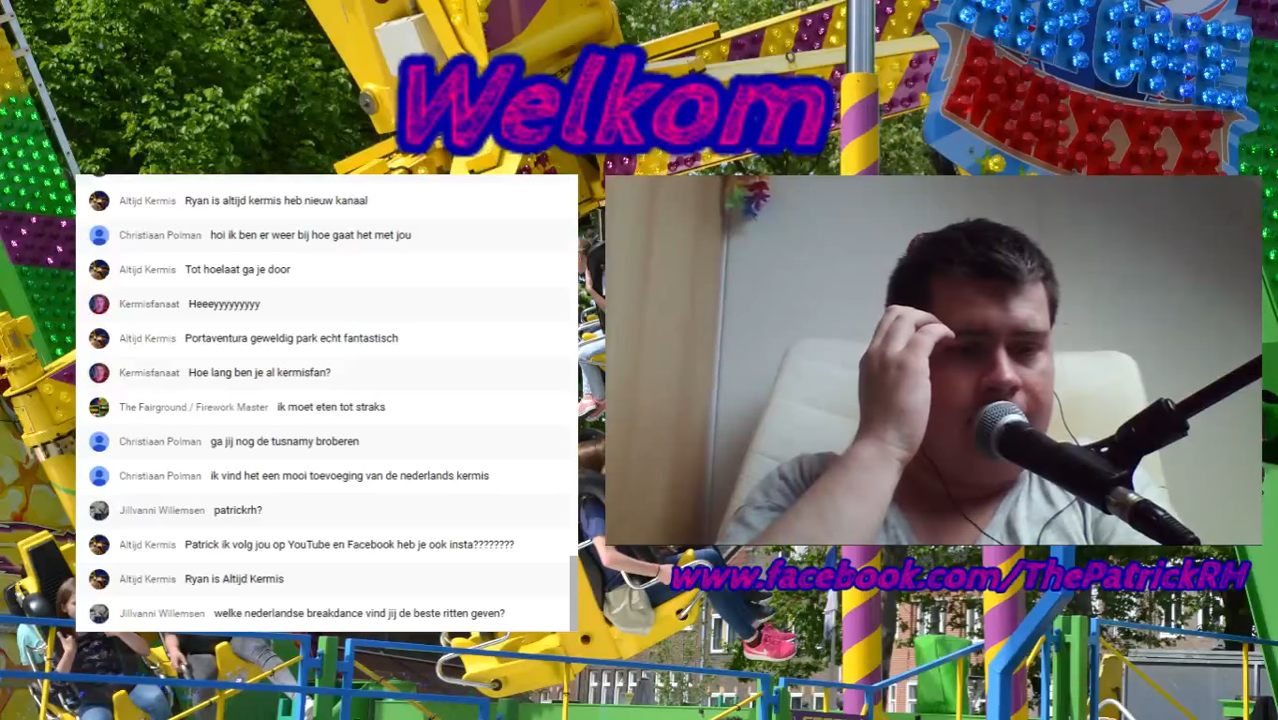 Welkom
Altijd Kermis Ryan is altijd kermis heb nieuw kanaal
Christiaan Polman hoi ik ben er weer bij hoe gaat het met jou
Altijd Kermis Tot hoelaat ga je door
Kermisfanaat Heeeyyyyyyyyy
Altijd Kermis Portaventura geweldig park echt fantastisch
Kermisfanaat Hoe lang ben je al kermisfan?
The Fairground / Firework Master ik moet eten tot straks
Christiaan Polman ga jij nog de tusnamy broberen
Christiaan Polman ik vind het een mooi toevoeging van de nederlands kermis
Jillvanni Willemsen patrickrh?
Altijd Kermis Patrick ik volg jou op YouTube en Facebook heb je ook insta????????
Altijd Kermis Ryan is Altijd Kermis
Jillvanni Willemsen welke nederlandse breakdance vind jij de beste ritten geven?
www.facebook.com/ThePatrickRH